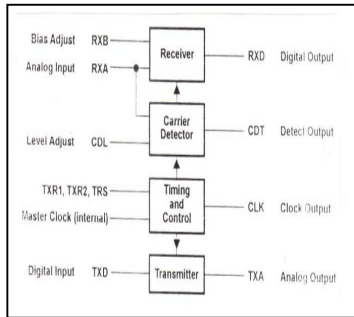 Bias Adjust RXB Receiver RXD Digital Output
Analog Input RXA
Carrier
Detector CDT Detect Output
Level Adjust CDL
TXR1, TXR2, TRS Timing
and
Control CLK Clock Output
Master Clock (internal)
Digital Input TXD Transmitter TXA Analog Output